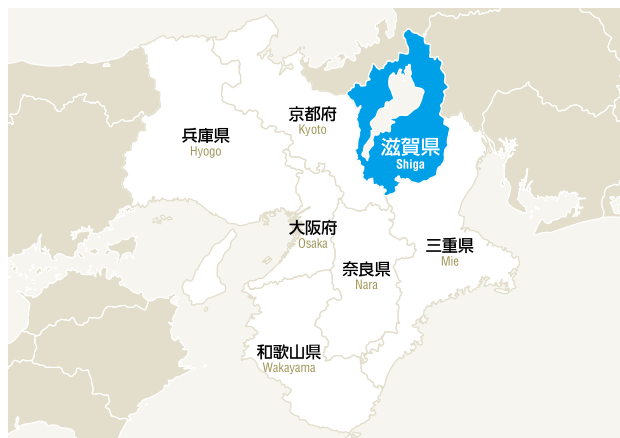 京都府
Kyoto
兵庫県
Hyogo
滋賀県
Shiga
大阪府
Osaka
三重県
Mie
奈良県
Nara
和歌山県
Wakayama